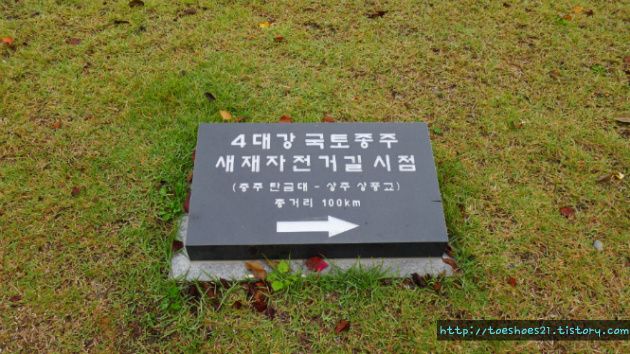 4대강 국토종주
새재자전거길 시점
(충주 탄금대 - 상주 상풍교)
총거리 100km
http://toeshoes21.tistory.com